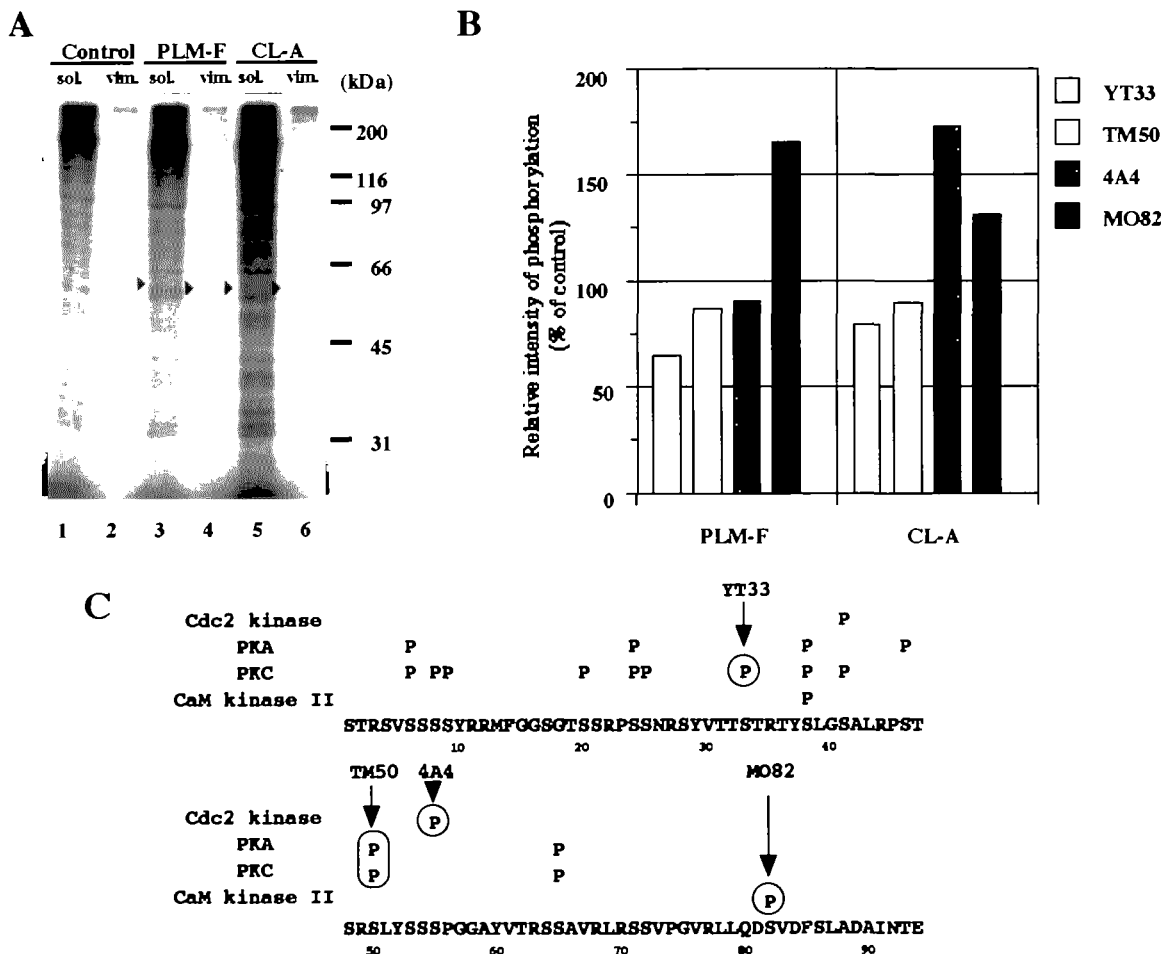 A
Control PLM-F CL-A
sol. vim. sol. vim. sol. vim. (kDa)
200
116
97
66
45
31
1 2 3 4 5 6
B
Relative intensity of phosphorylation
(% of control)
200
150
100
50
0
PLM-F CL-A
YT33
TM50
4A4
MO82
C
YT33
Cdc2 kinase P
PKA P P P P
PKC P PP P PP P P P
CaM kinase II P
STRSVSSSSYRRMFGGSGTSSRPSSNRSYVTTSTRTYSLGSALRPST
10 20 30 40
TM50 4A4 MO82
Cdc2 kinase P
PKA P P
PKC P P
CaM kinase II P
SRSLYSSSPGGAYVTRSSAVRLRSSVPGVRLLQDSVDFSLADAINTE
50 60 70 80 90